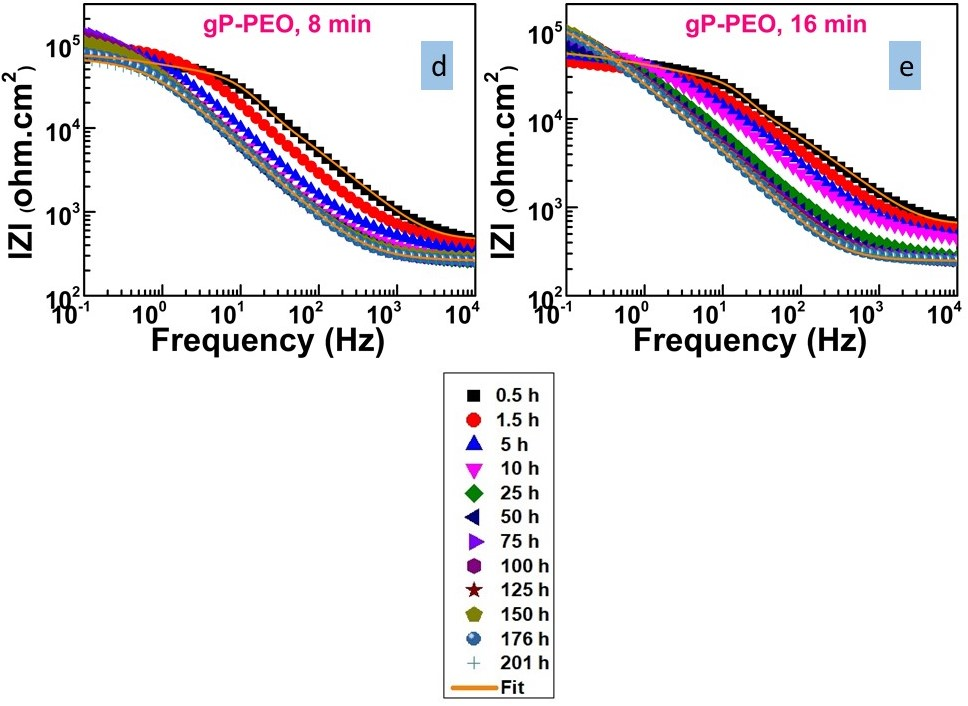 gP-PEO, 8 min
d
10⁵
10⁴
10³
10²
|Z| (ohm.cm²)
10⁻¹ 10⁰ 10¹ 10² 10³ 10⁴
Frequency (Hz)
gP-PEO, 16 min
e
10⁵
10⁴
10³
10²
|Z| (ohm.cm²)
10⁻¹ 10⁰ 10¹ 10² 10³ 10⁴
Frequency (Hz)
0.5 h
1.5 h
5 h
10 h
25 h
50 h
75 h
100 h
125 h
150 h
176 h
201 h
Fit